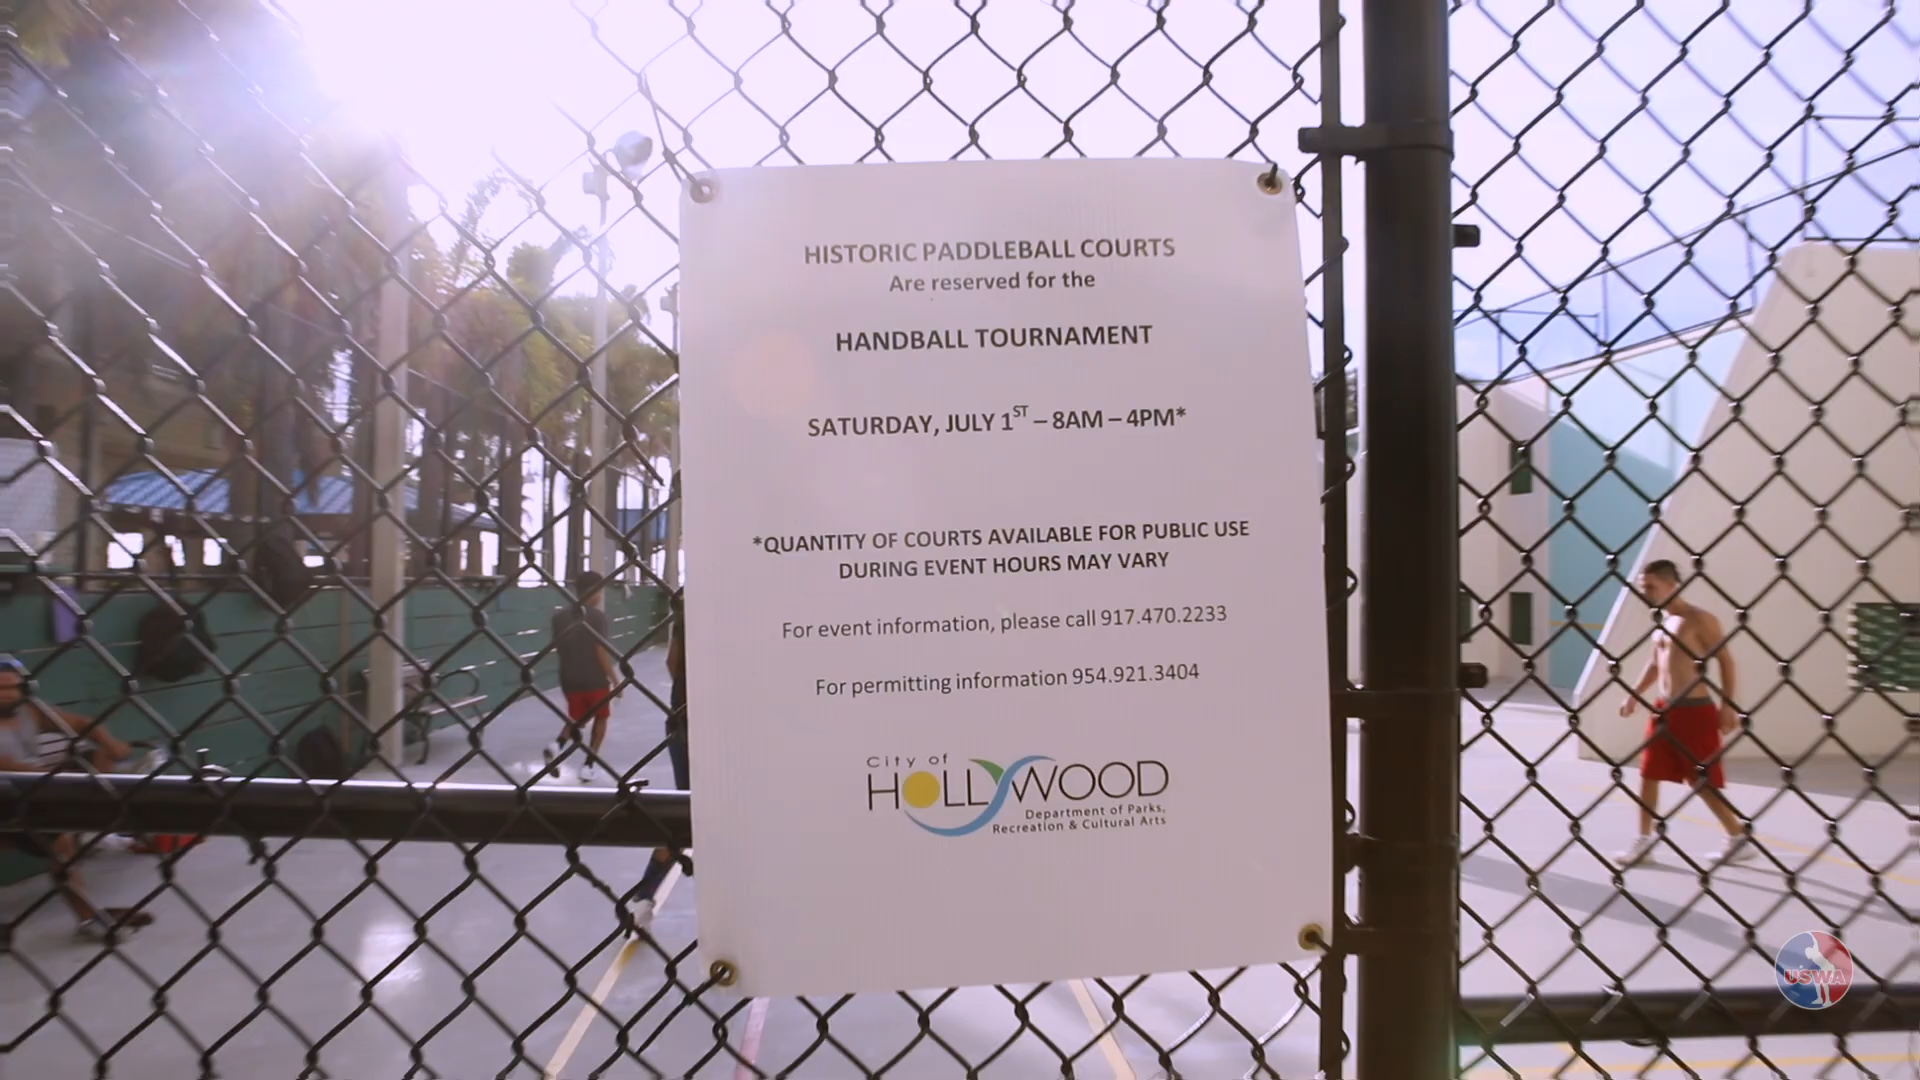 HISTORIC PADDLEBALL COURTS
Are reserved for the
HANDBALL TOURNAMENT
SATURDAY, JULY 1ST – 8AM – 4PM*
*QUANTITY OF COURTS AVAILABLE FOR PUBLIC USE
DURING EVENT HOURS MAY VARY
For event information, please call 917.470.2233
For permitting information 954.921.3404
City of
HOLLYWOOD
Department of Parks,
Recreation & Cultural Arts
USWA